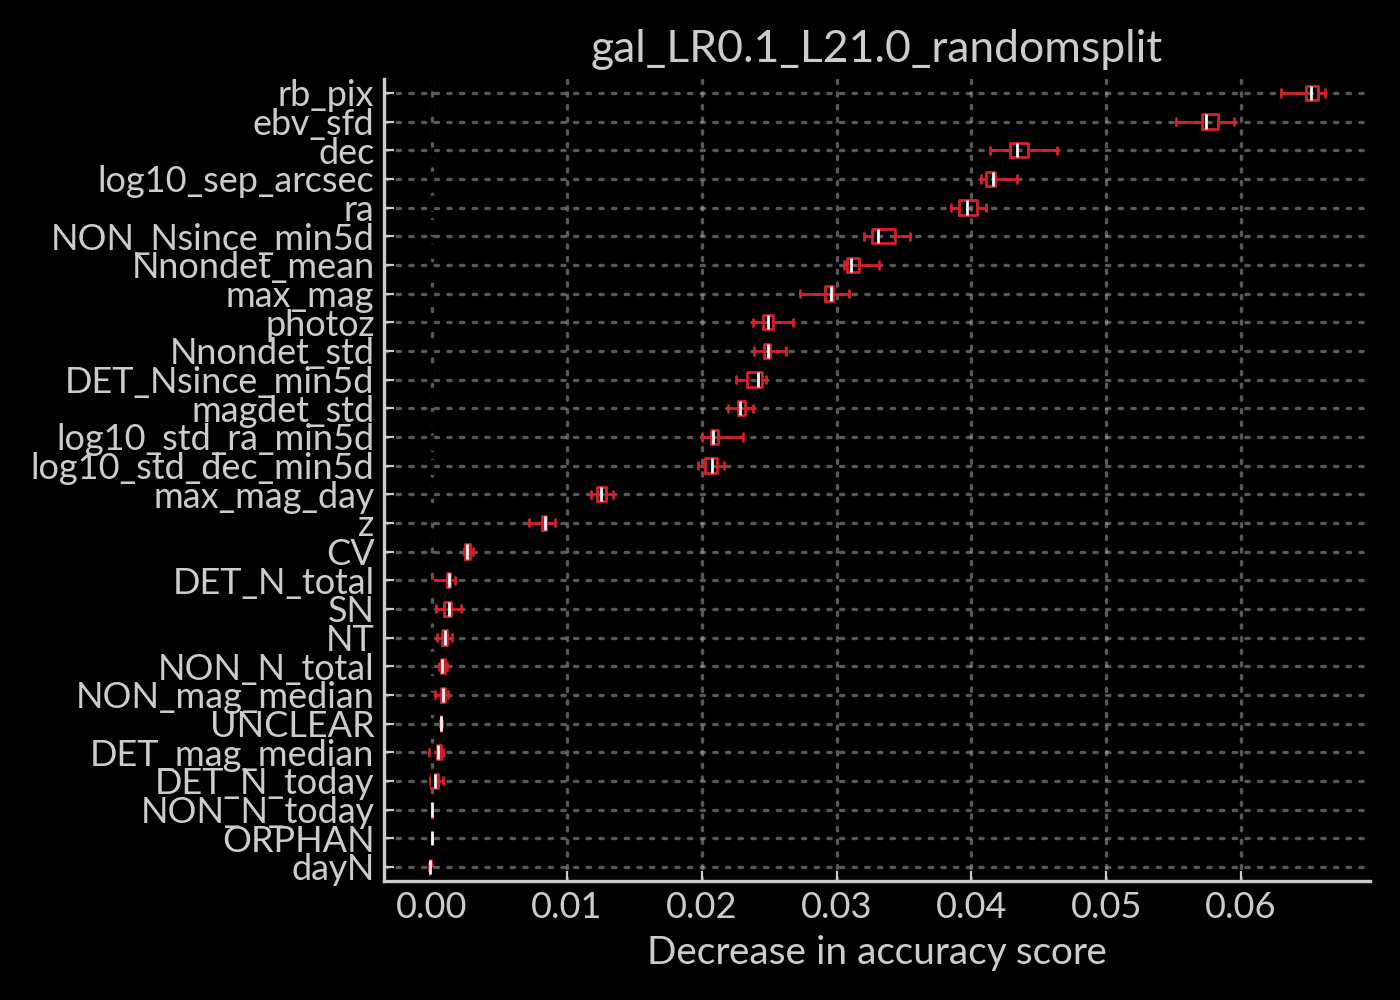 gal_LR0.1_L21.0_randomsplit
rb_pix
ebv_sfd
dec
log10_sep_arcsec
ra
NON_Nsince_min5d
Nnondet_mean
max_mag
photoz
Nnondet_std
DET_Nsince_min5d
magdet_std
log10_std_ra_min5d
log10_std_dec_min5d
max_mag_day
z
CV
DET_N_total
SN
NT
NON_N_total
NON_mag_median
UNCLEAR
DET_mag_median
DET_N_today
NON_N_today
ORPHAN
dayN
0.00 0.01 0.02 0.03 0.04 0.05 0.06
Decrease in accuracy score